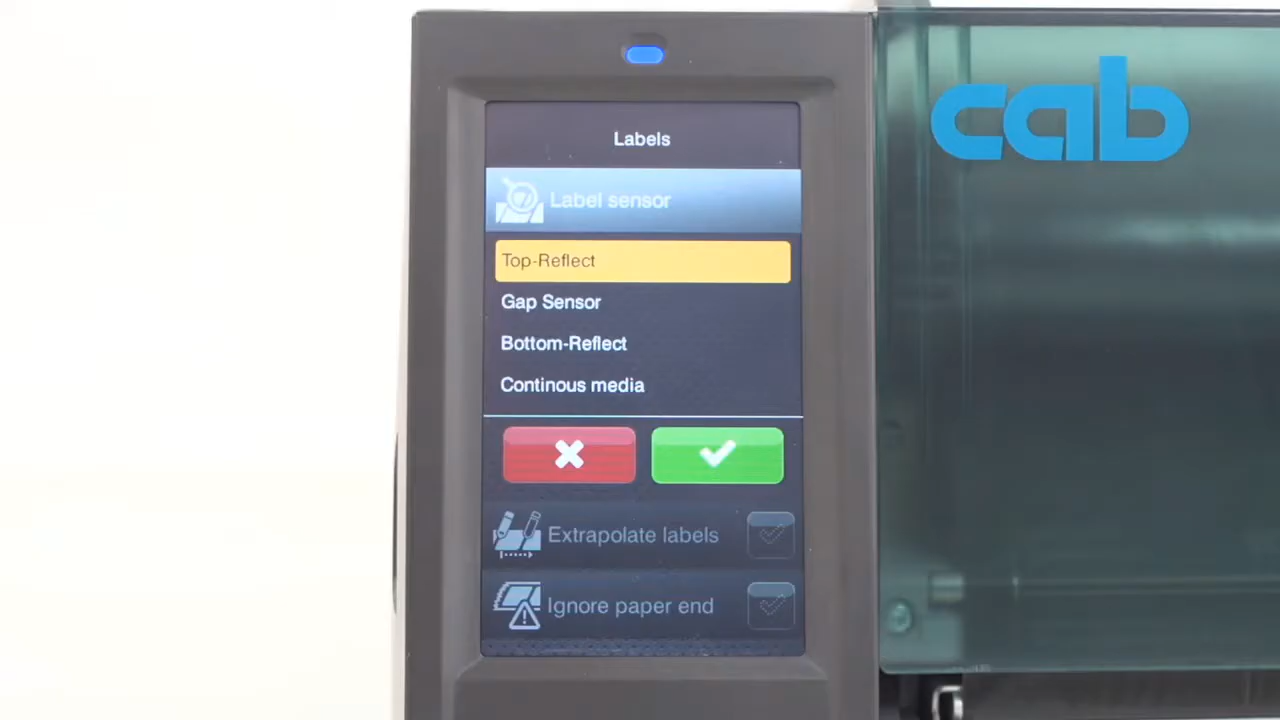 cab
Labels
Label sensor
Top-Reflect
Gap Sensor
Bottom-Reflect
Continous media
Extrapolate labels
Ignore paper end